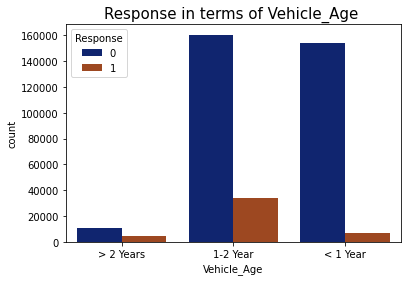 Response in terms of Vehicle_Age
Response
0
1
160000
140000
120000
100000
80000
60000
40000
20000
0
count
> 2 Years
1-2 Year
< 1 Year
Vehicle_Age